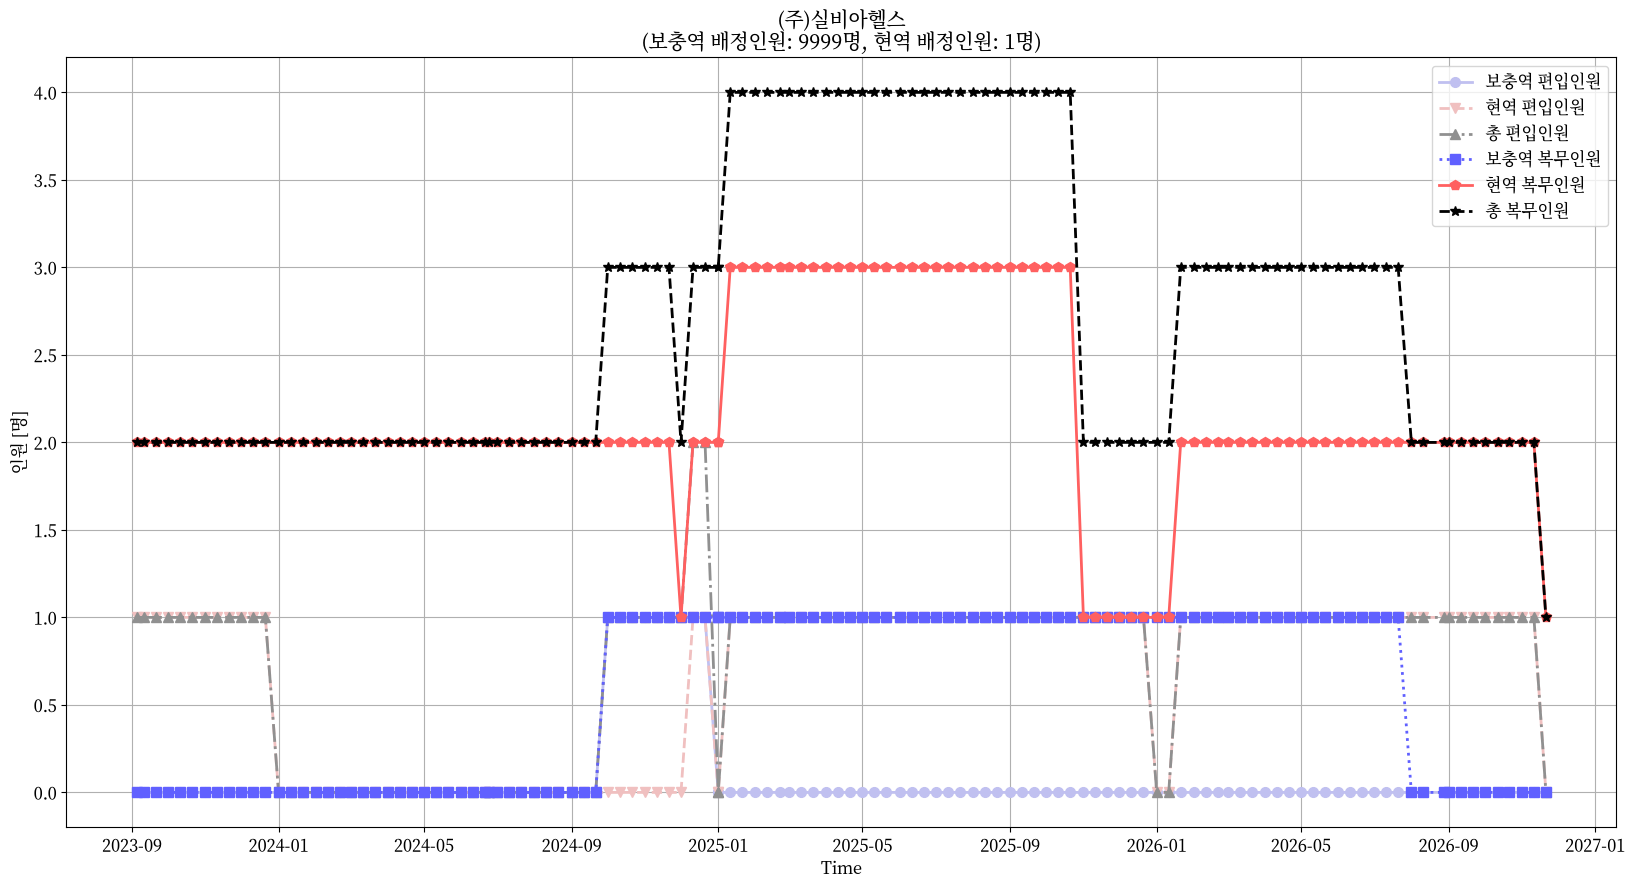 (주)실비아헬스
(보충역 배정인원: 9999명, 현역 배정인원: 1명)
인원 [명]
4.0
3.5
3.0
2.5
2.0
1.5
1.0
0.5
0.0
보충역 편입인원
현역 편입인원
총 편입인원
보충역 복무인원
현역 복무인원
총 복무인원
2023-09 2024-01 2024-05 2024-09 2025-01 2025-05 2025-09 2026-01 2026-05 2026-09 2027-01
Time